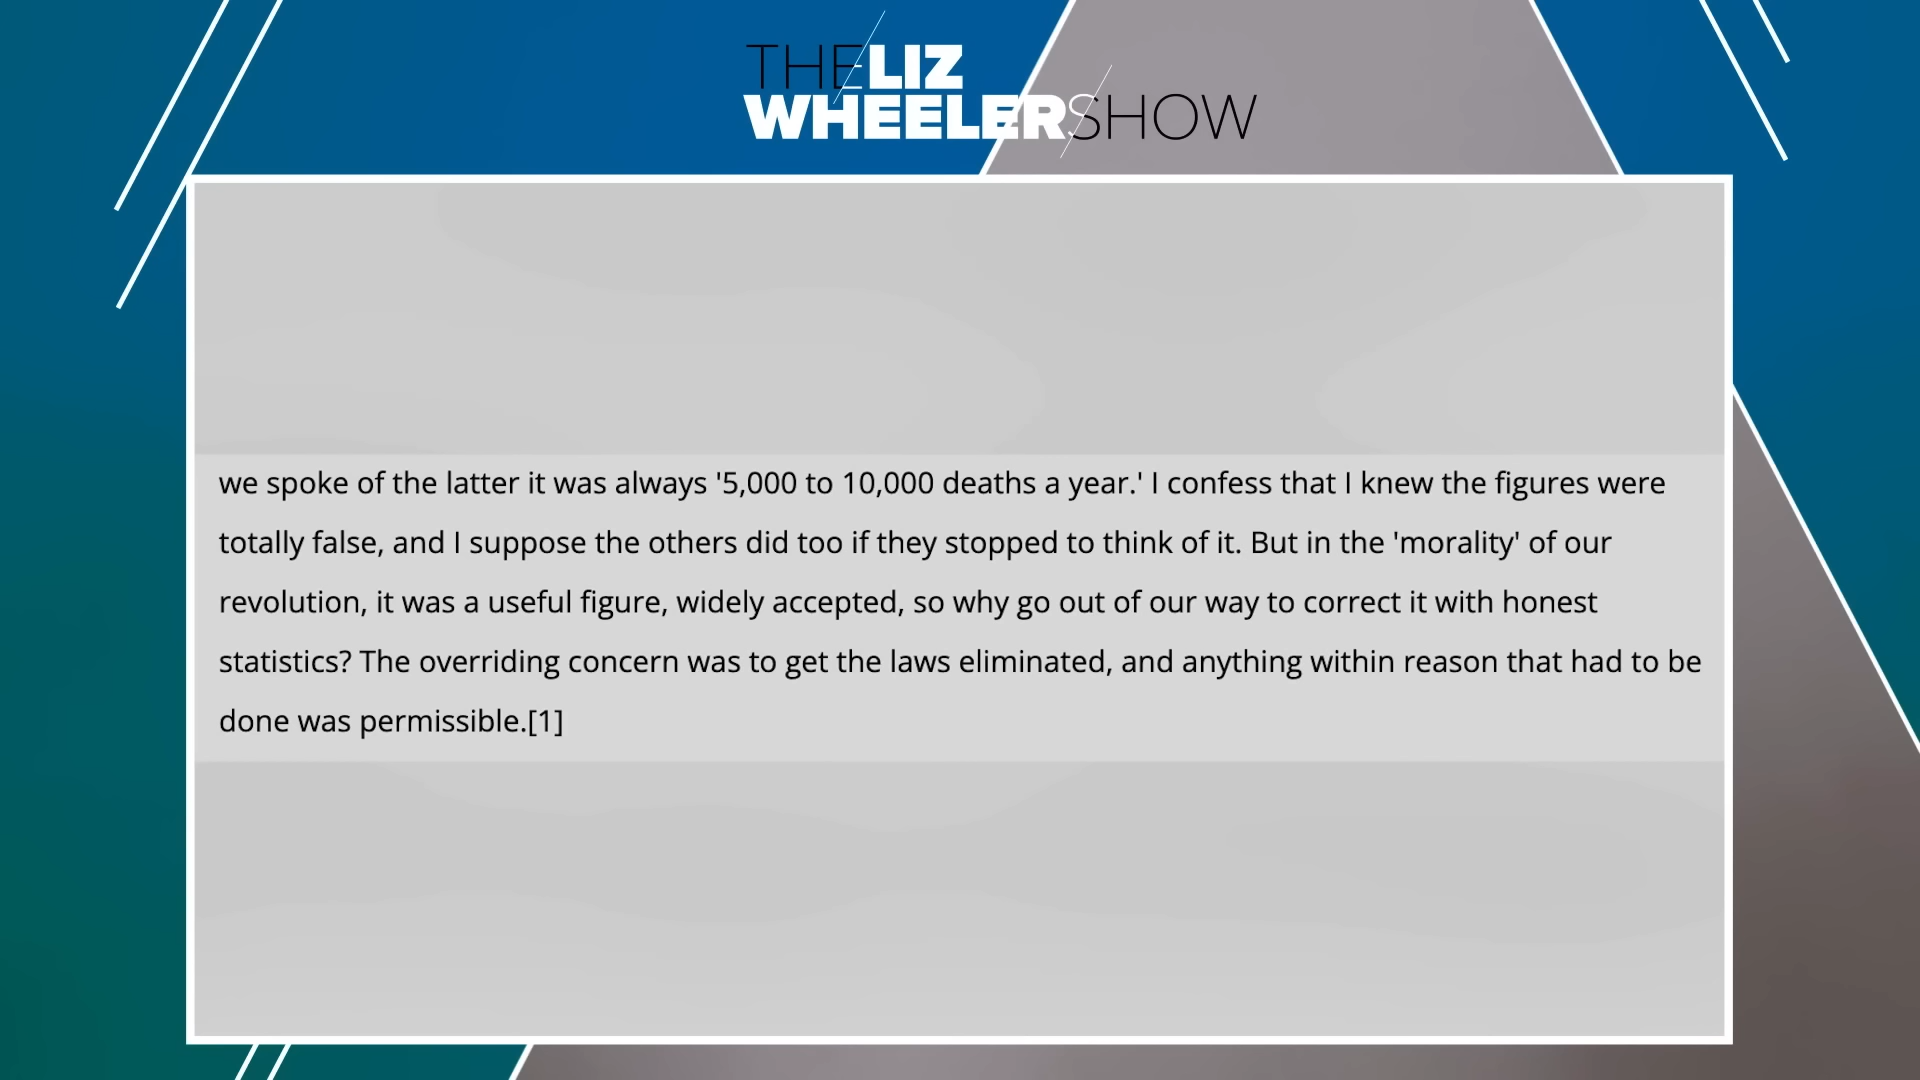 THE LIZ
WHEELER SHOW
we spoke of the latter it was always '5,000 to 10,000 deaths a year.' I confess that I knew the figures were
totally false, and I suppose the others did too if they stopped to think of it. But in the 'morality' of our
revolution, it was a useful figure, widely accepted, so why go out of our way to correct it with honest
statistics? The overriding concern was to get the laws eliminated, and anything within reason that had to be
done was permissible.[1]